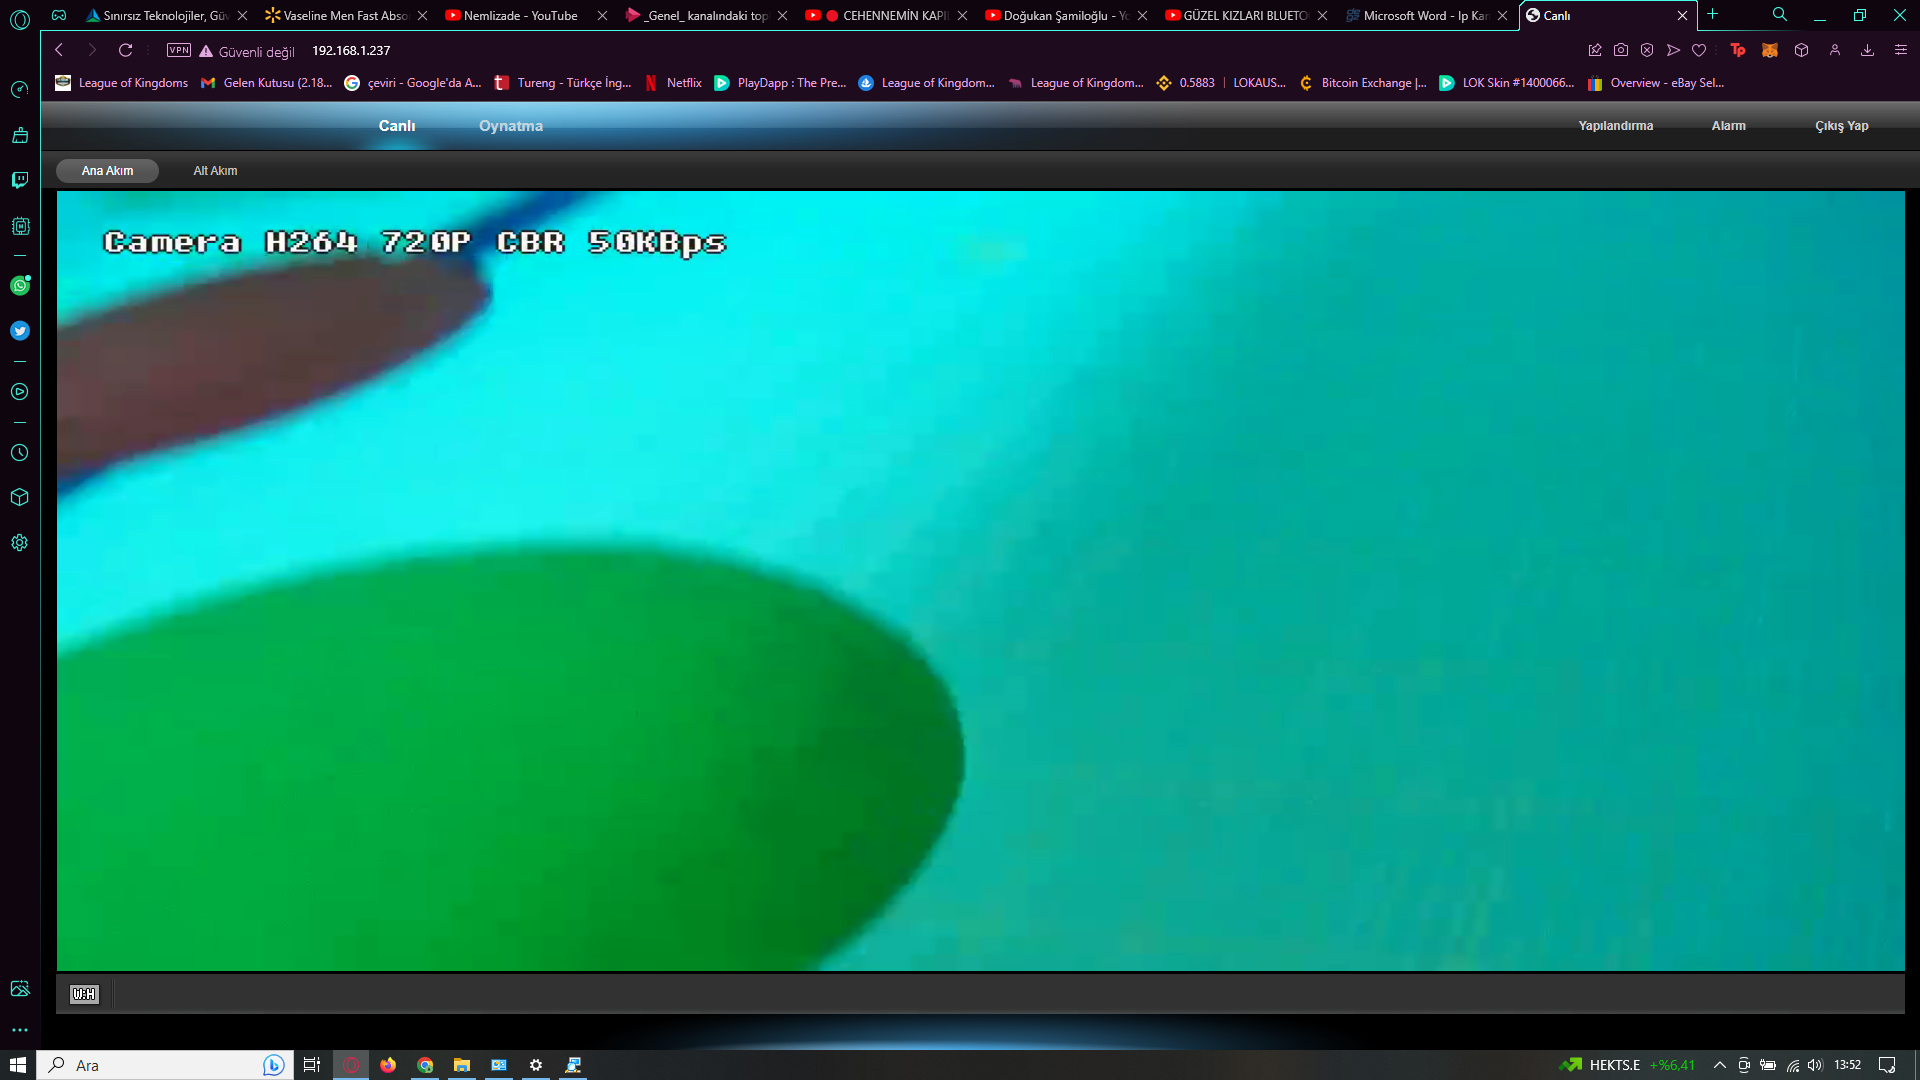 Sınırsız Teknolojiler, Güv
Vaseline Men Fast Abso
Nemlizade - YouTube
_Genel_ kanalındaki top
CEHENNEMİN KAPI
Doğukan Şamiloğlu - Yo
GÜZEL KIZLARI BLUETO
Microsoft Word - Ip Kam
Canlı
VPN
Güvenli değil
192.168.1.237
League of Kingdoms
Gelen Kutusu (2.18...
çeviri - Google'da A...
Tureng - Türkçe İng...
Netflix
PlayDapp : The Pre...
League of Kingdom...
League of Kingdom...
0.5883 | LOKAUS...
Bitcoin Exchange |...
LOK Skin #1400066...
Overview - eBay Sel...
Canlı
Oynatma
Yapılandırma
Alarm
Çıkış Yap
Ana Akım
Alt Akım
Camera H264 720P CBR 50KBps
W:H
Ara
HEKTS.E +%6,41
13:52